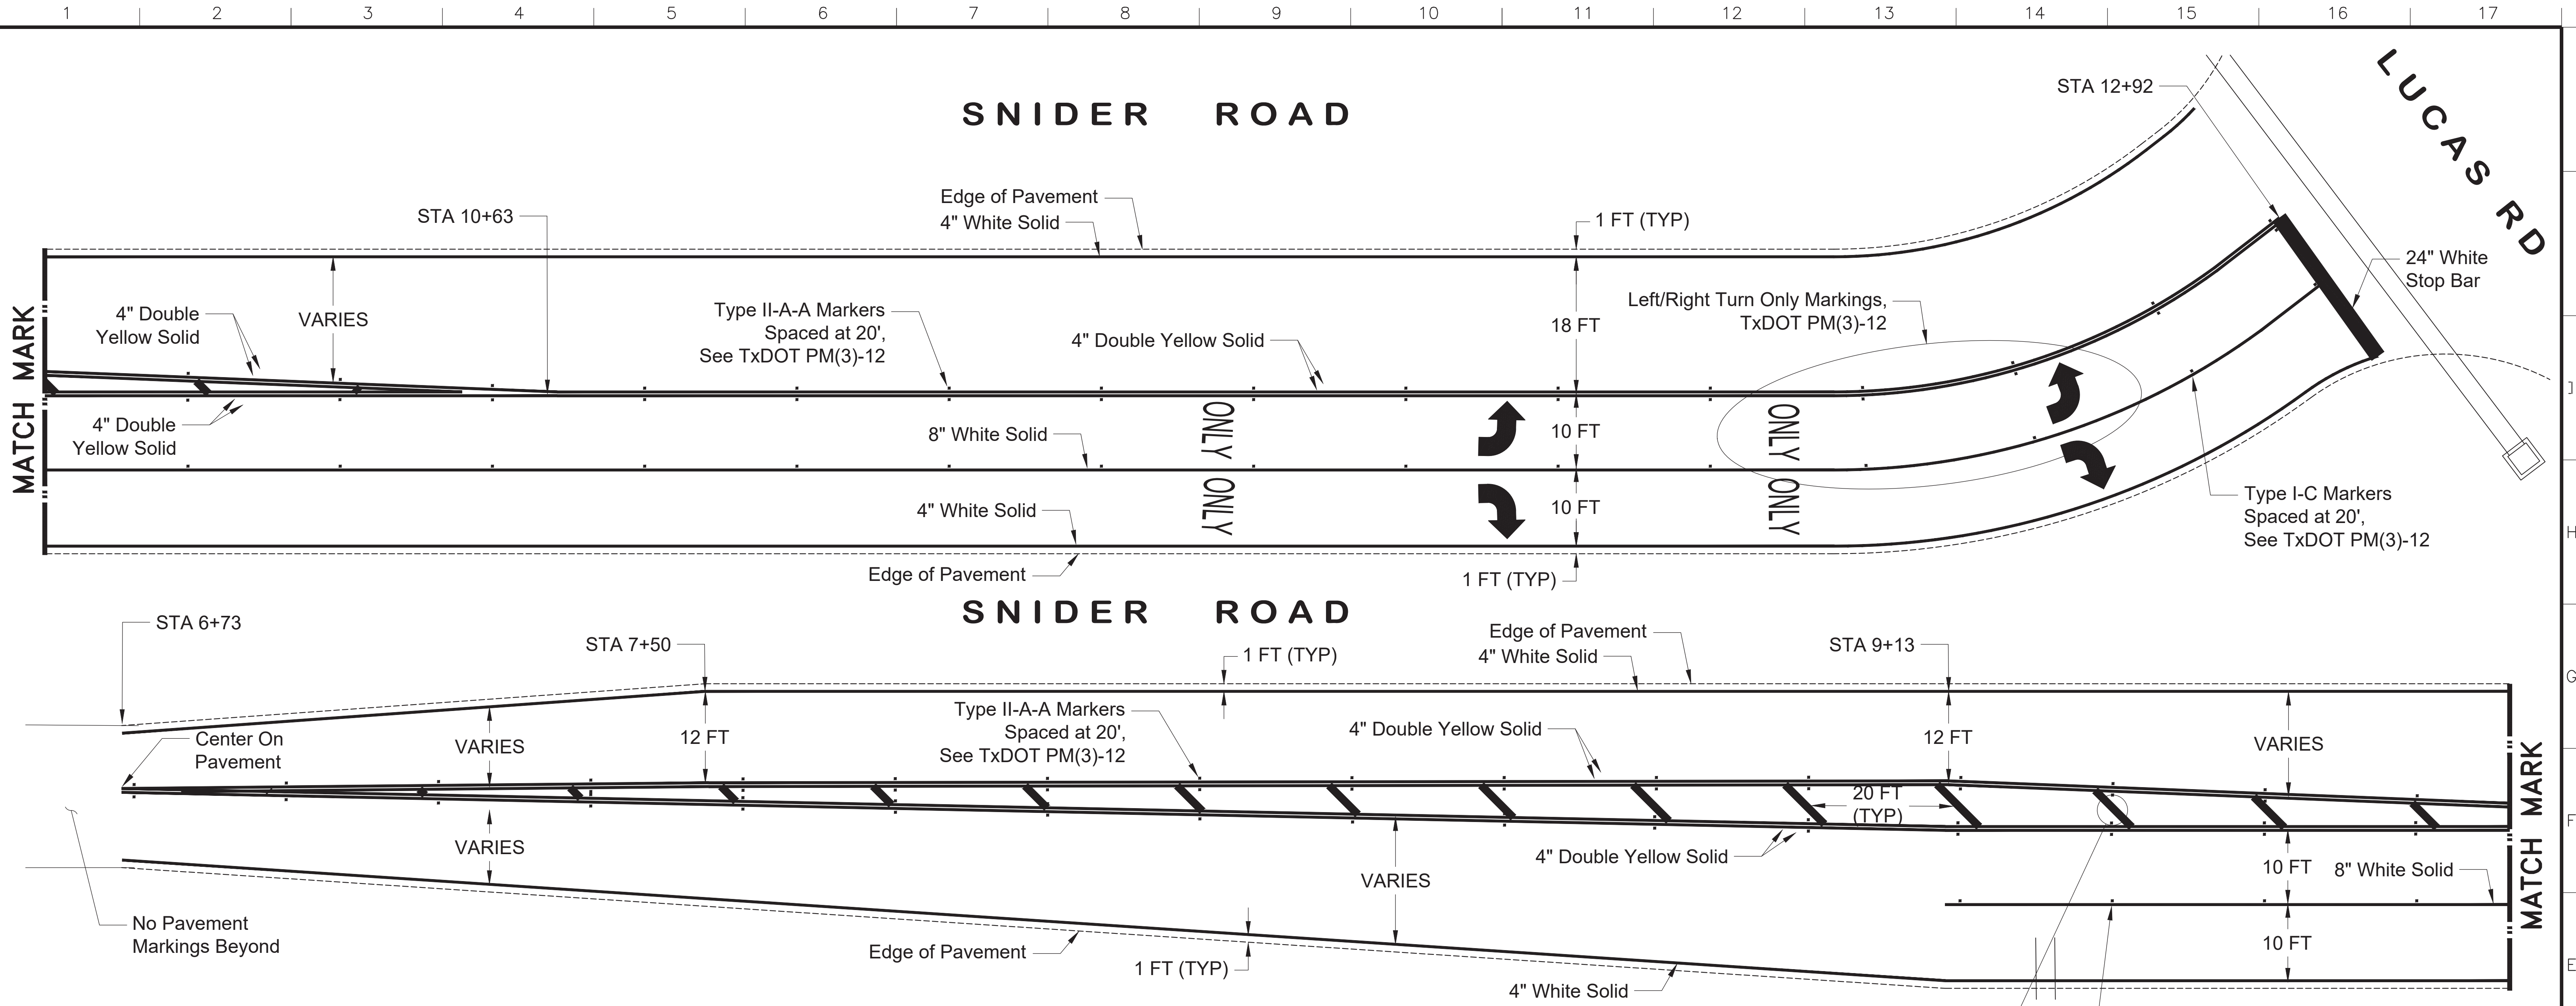 1 2 3 4 5 6 7 8 9 10 11 12 13 14 15 16 17
SNIDER ROAD
STA 12+92
LUCAS RD
STA 10+63
Edge of Pavement
4" White Solid
1 FT (TYP)
24" White
Stop Bar
MATCH MARK
4" Double
Yellow Solid
VARIES
Type II-A-A Markers
Spaced at 20',
See TxDOT PM(3)-12
4" Double Yellow Solid
18 FT
Left/Right Turn Only Markings,
TxDOT PM(3)-12
J
4" Double
Yellow Solid
8" White Solid
ONLY
10 FT
ONLY
4" White Solid
ONLY
10 FT
ONLY
Type I-C Markers
Spaced at 20',
See TxDOT PM(3)-12
H
Edge of Pavement
1 FT (TYP)
SNIDER ROAD
STA 6+73
STA 7+50
1 FT (TYP)
Edge of Pavement
4" White Solid
STA 9+13
G
Center On
Pavement
VARIES
12 FT
Type II-A-A Markers
Spaced at 20',
See TxDOT PM(3)-12
4" Double Yellow Solid
12 FT
VARIES
MATCH MARK
20 FT
(TYP)
F
VARIES
4" Double Yellow Solid
VARIES
10 FT
8" White Solid
No Pavement
Markings Beyond
Edge of Pavement
1 FT (TYP)
10 FT
4" White Solid
E